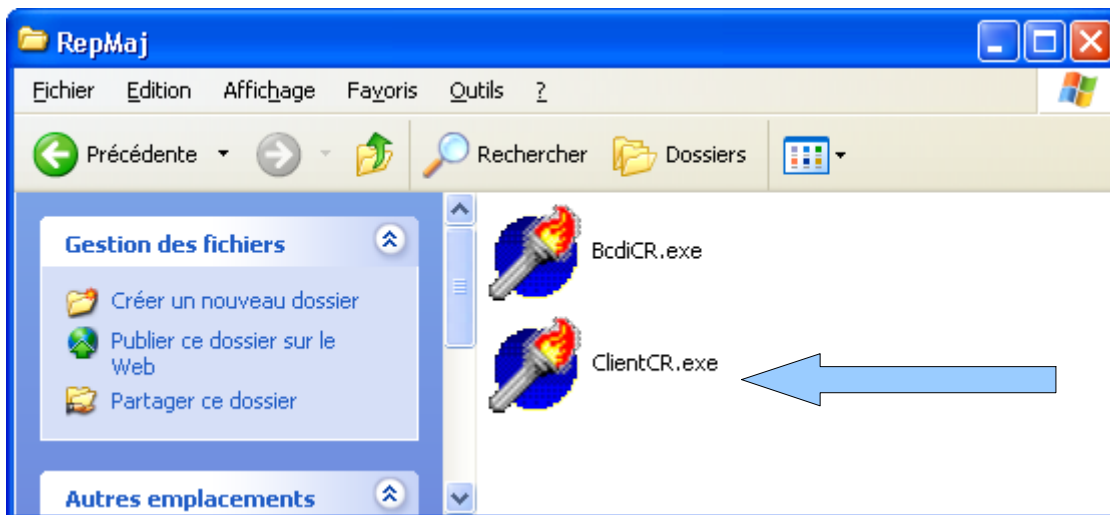 RepMaj
Fichier Edition Affichage Favoris Outils ?
Précédente Rechercher Dossiers
Gestion des fichiers
Créer un nouveau dossier
Publier ce dossier sur le
Web
Partager ce dossier
Autres emplacements
BcdiCR.exe
ClientCR.exe